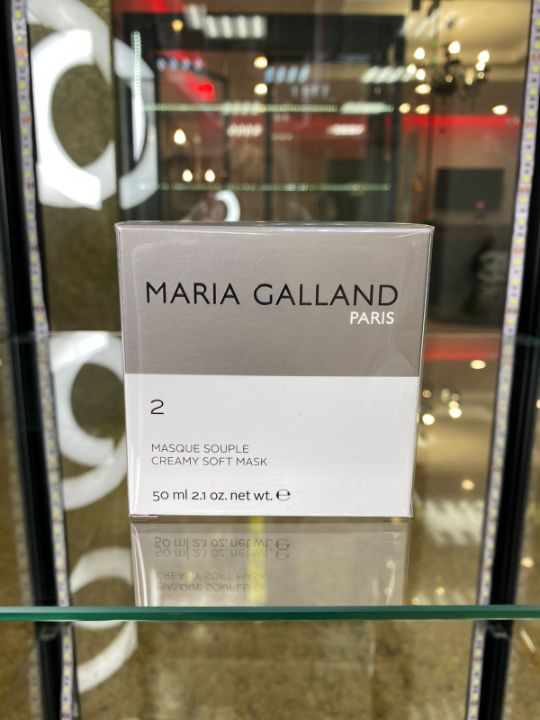 MARIA GALLAND
PARIS
2
MASQUE SOUPLE
CREAMY SOFT MASK
50 ml 2.1 oz. net wt. ℮